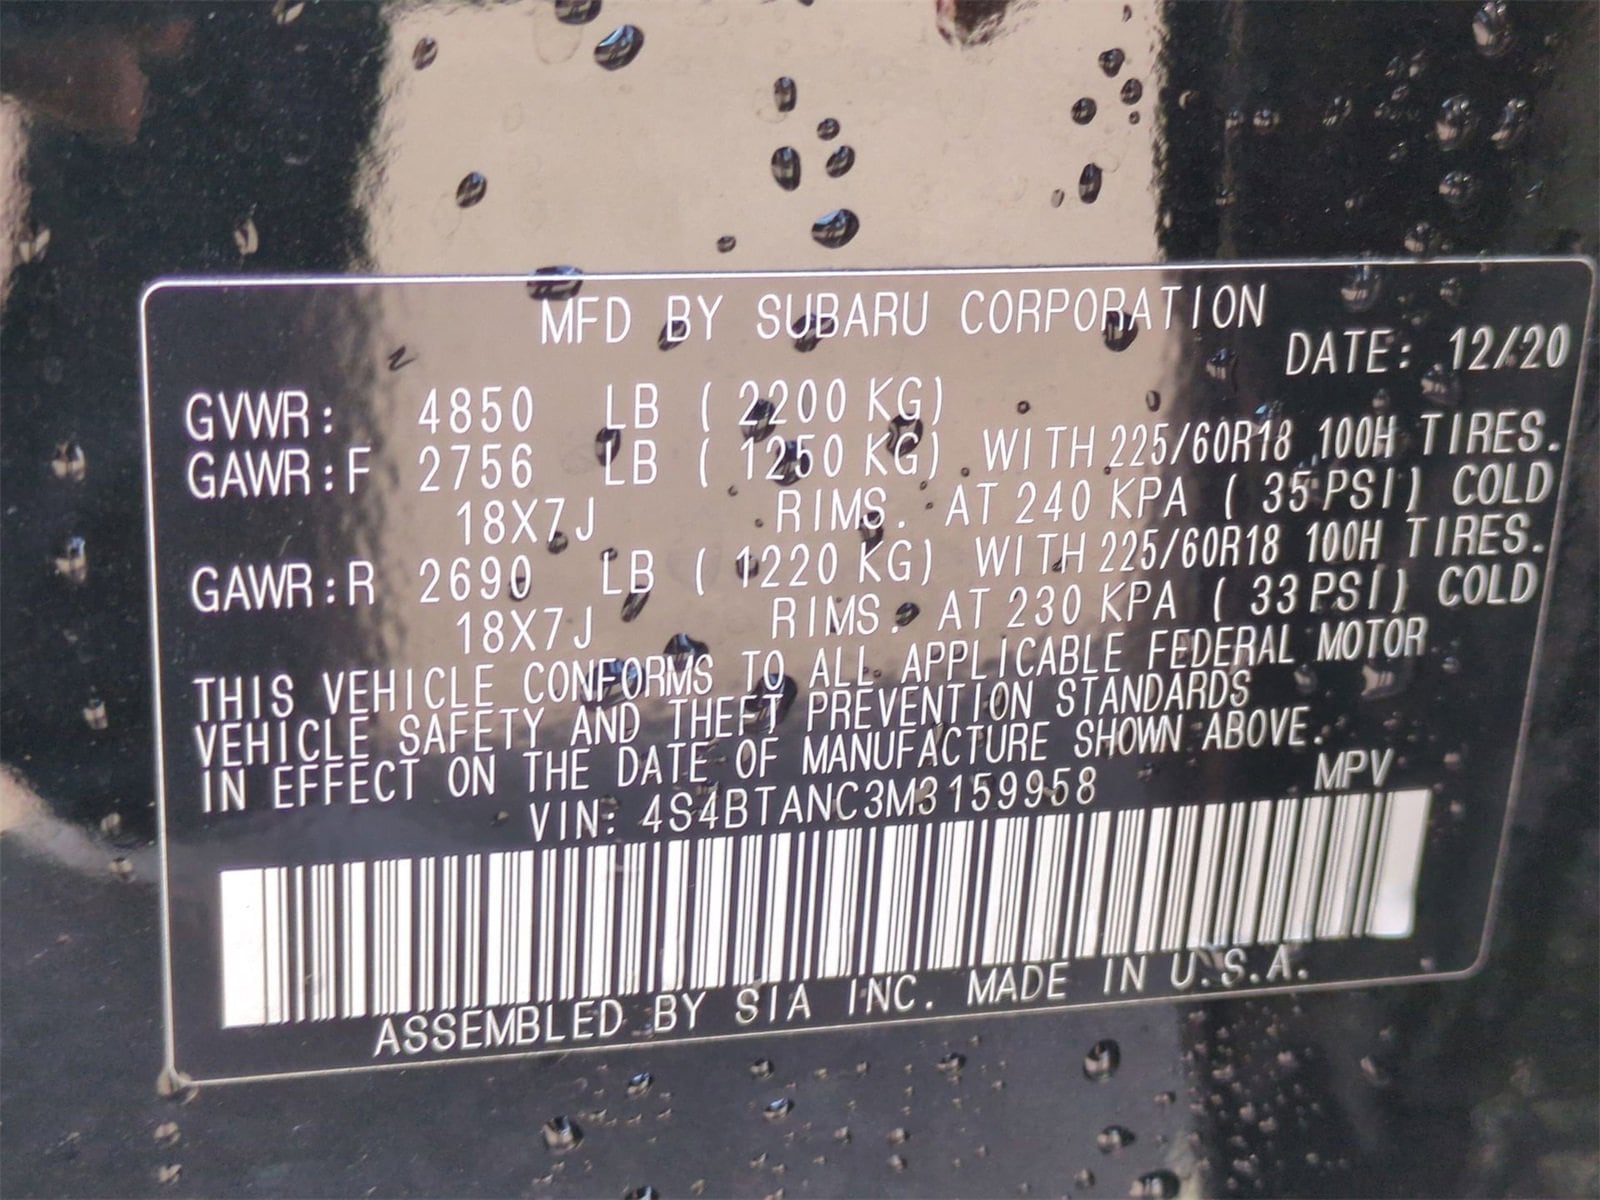 MFD BY SUBARU CORPORATION
DATE: 12/20
GVWR: 4850 LB ( 2200 KG)
GAWR:F 2756 LB ( 1250 KG) WITH 225/60R18 100H TIRES.
18X7J RIMS. AT 240 KPA ( 35 PSI) COLD
GAWR:R 2690 LB ( 1220 KG) WITH 225/60R18 100H TIRES.
18X7J RIMS. AT 230 KPA ( 33 PSI) COLD
THIS VEHICLE CONFORMS TO ALL APPLICABLE FEDERAL MOTOR
VEHICLE SAFETY AND THEFT PREVENTION STANDARDS
IN EFFECT ON THE DATE OF MANUFACTURE SHOWN ABOVE.
VIN: 4S4BTANC3M3159958 MPV
ASSEMBLED BY SIA INC. MADE IN U.S.A.